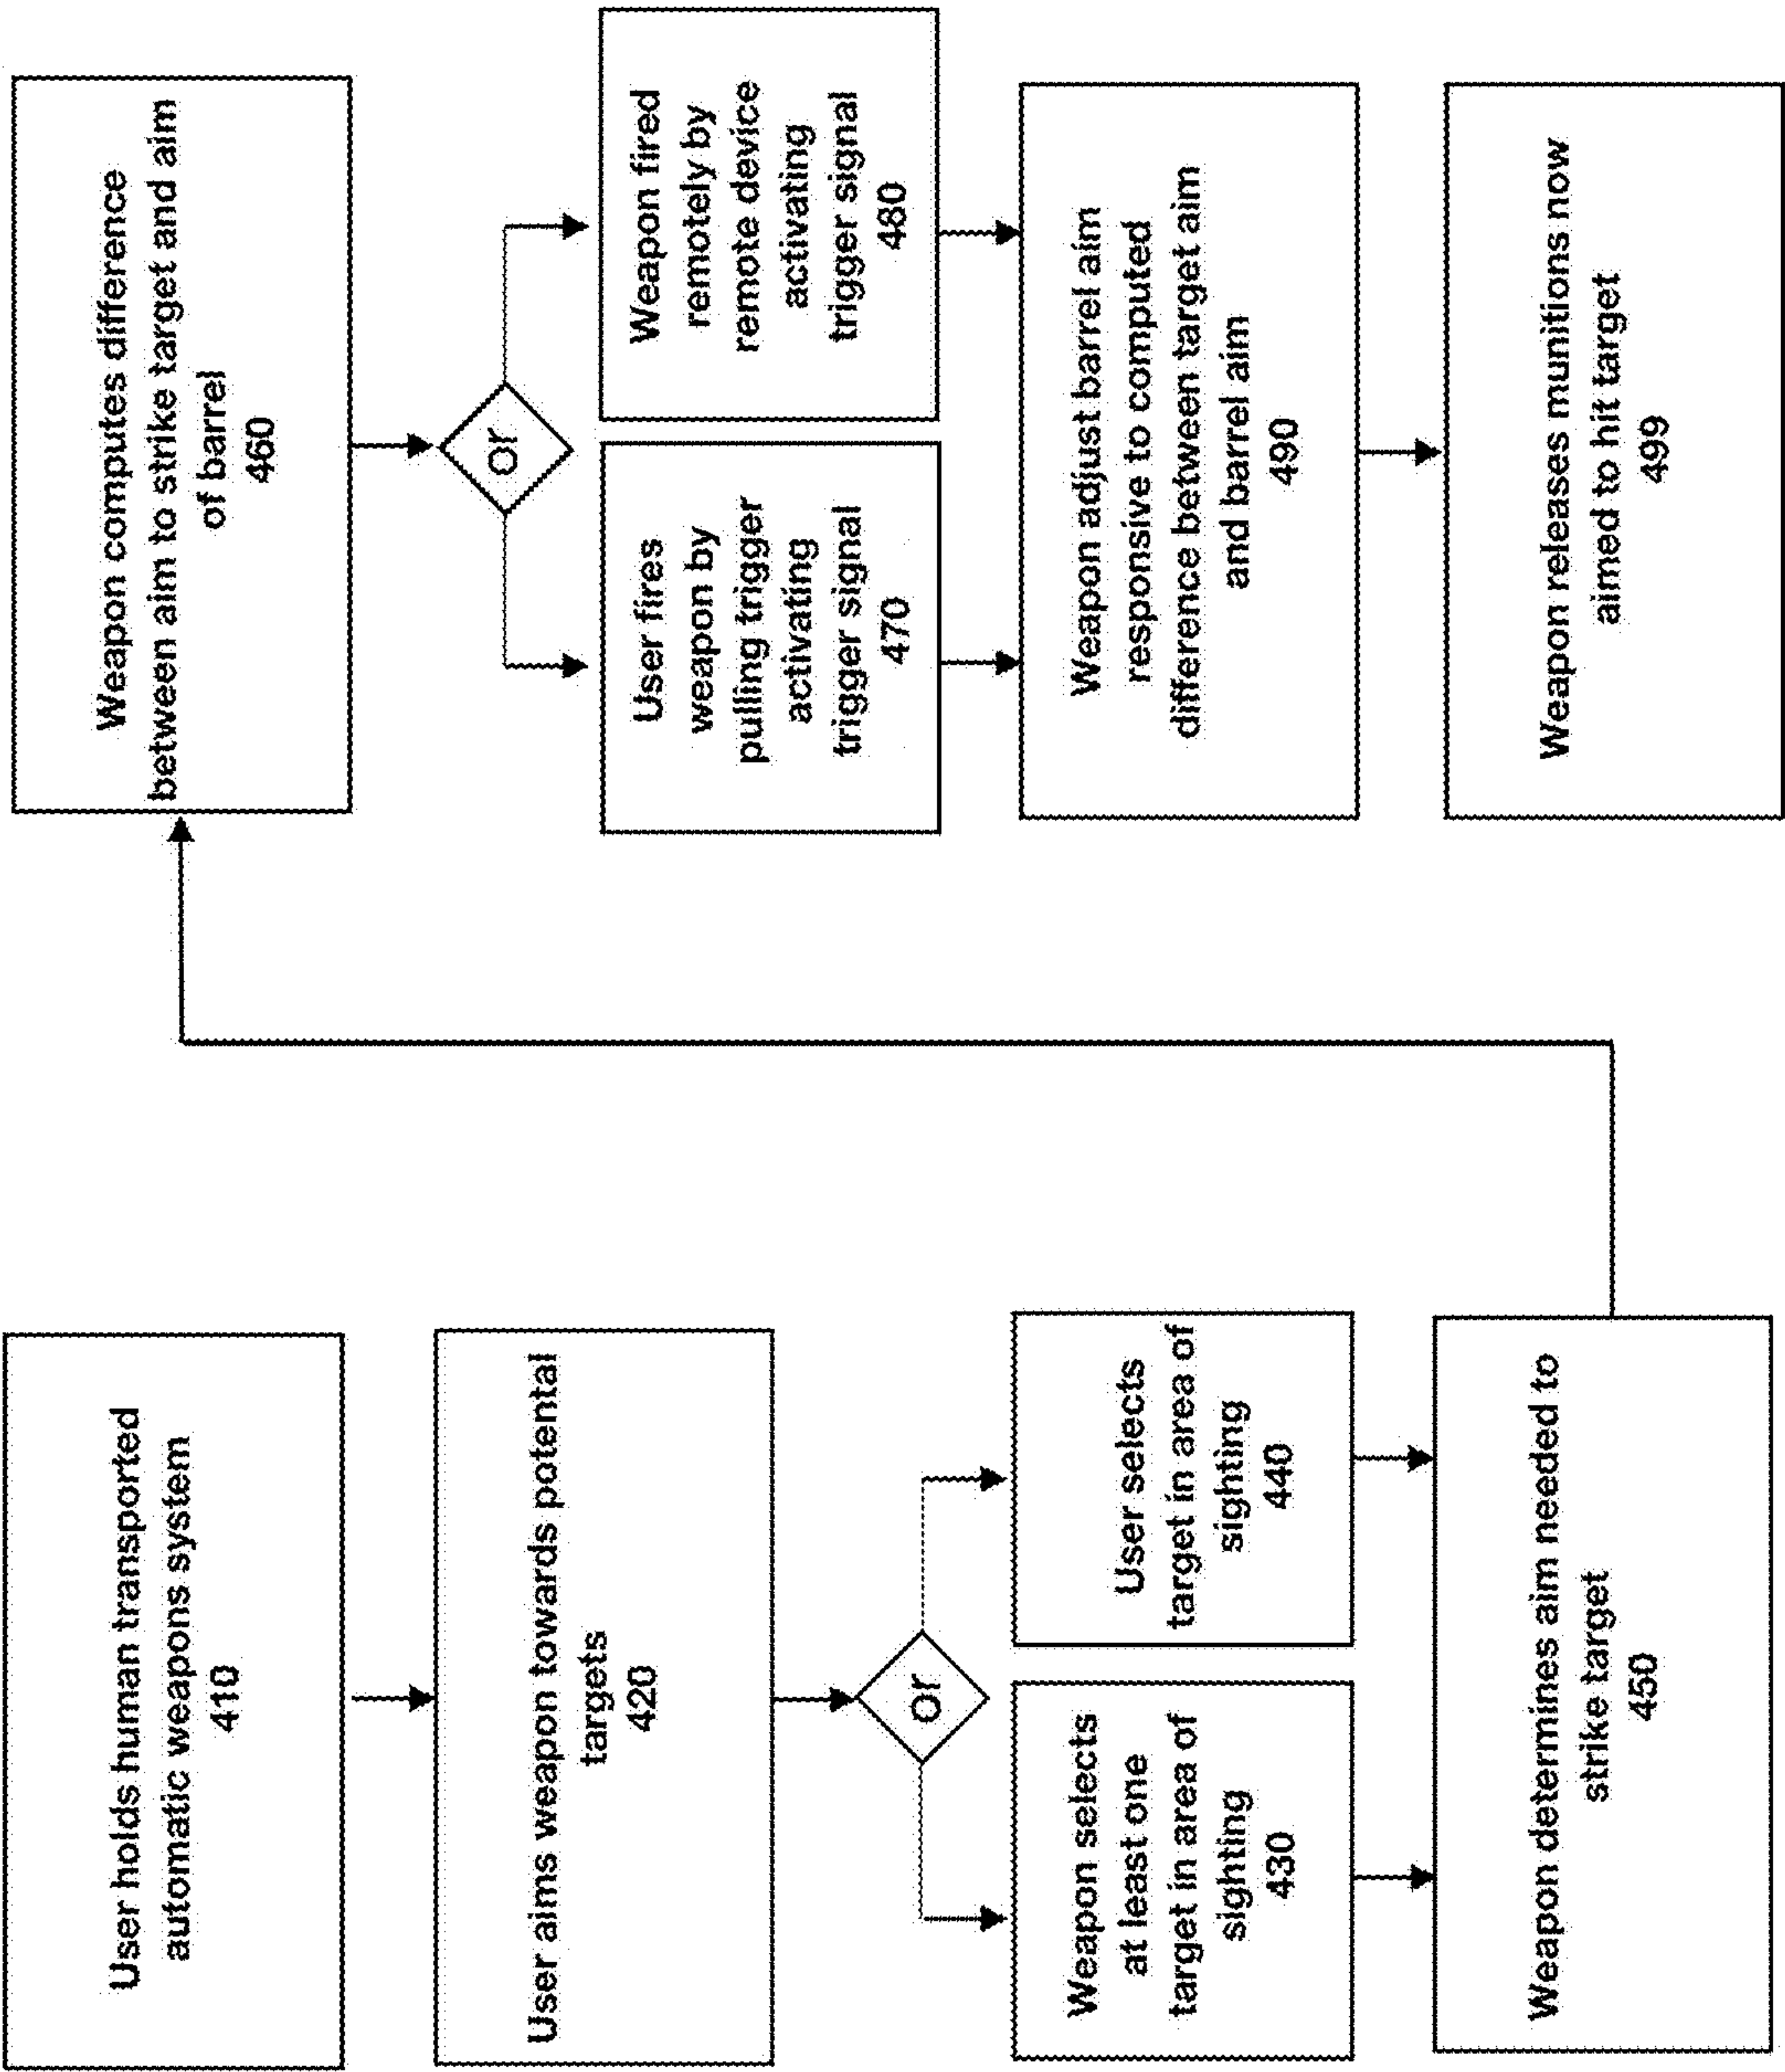 User holds human transported
automatic weapons system
410
User aims weapon towards potential
targets
420
or
Weapon selects
at least one
target in area of
sighting
430
User selects
target in area of
sighting
440
Weapon determines aim needed to
strike target
450
Weapon computes difference
between aim to strike target and aim
of barrel
460
or
User fires
weapon by
pulling trigger
activating
trigger signal
470
Weapon fired
remotely by
remote device
activating
trigger signal
480
Weapon adjust barrel aim
responsive to computed
difference between target aim
and barrel aim
490
Weapon releases munitions now
aimed to hit target
499